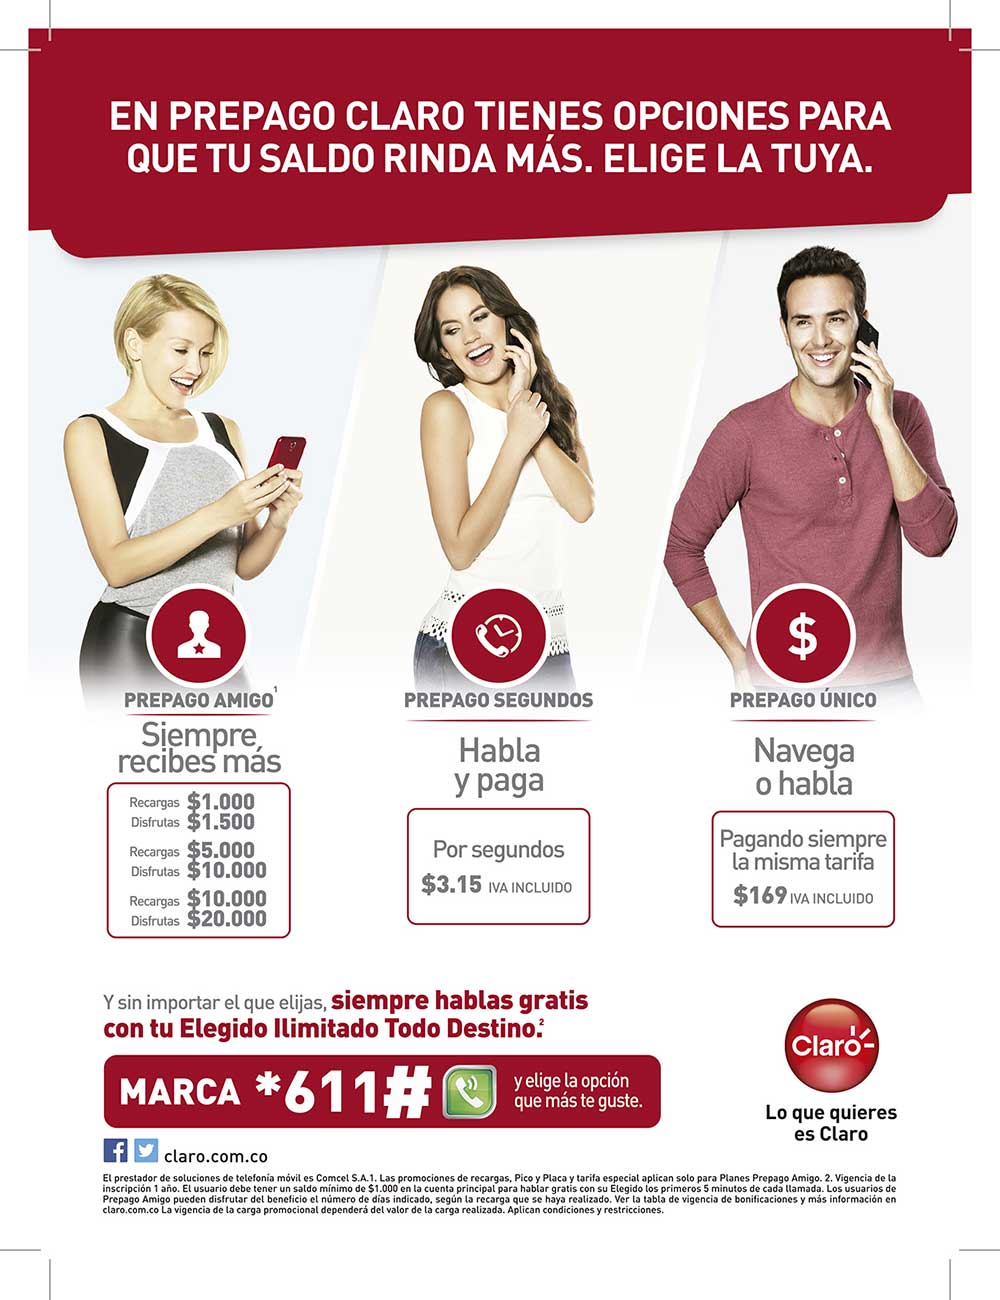 EN PREPAGO CLARO TIENES OPCIONES PARA
QUE TU SALDO RINDA MÁS. ELIGE LA TUYA.
PREPAGO AMIGO¹
Siempre
recibes más
Recargas $1.000
Disfrutas $1.500
Recargas $5.000
Disfrutas $10.000
Recargas $10.000
Disfrutas $20.000
PREPAGO SEGUNDOS
Habla
y paga
Por segundos
$3.15 IVA INCLUIDO
PREPAGO ÚNICO
Navega
o habla
Pagando siempre
la misma tarifa
$169 IVA INCLUIDO
Y sin importar el que elijas, siempre hablas gratis
con tu Elegido Ilimitado Todo Destino.²
MARCA *611#
y elige la opción
que más te guste.
Claro
Lo que quieres
es Claro
claro.com.co
El prestador de soluciones de telefonía móvil es Comcel S.A.1. Las promociones de recargas, Pico y Placa y tarifa especial aplican solo para Planes Prepago Amigo. 2. Vigencia de la
inscripción 1 año. El usuario debe tener un saldo mínimo de $1.000 en la cuenta principal para hablar gratis con su Elegido los primeros 5 minutos de cada llamada. Los usuarios de
Prepago Amigo pueden disfrutar del beneficio el número de días indicado, según la recarga que se haya realizado. Ver la tabla de vigencia de bonificaciones y más información en
claro.com.co La vigencia de la carga promocional dependerá del valor de la carga realizada. Aplican condiciones y restricciones.